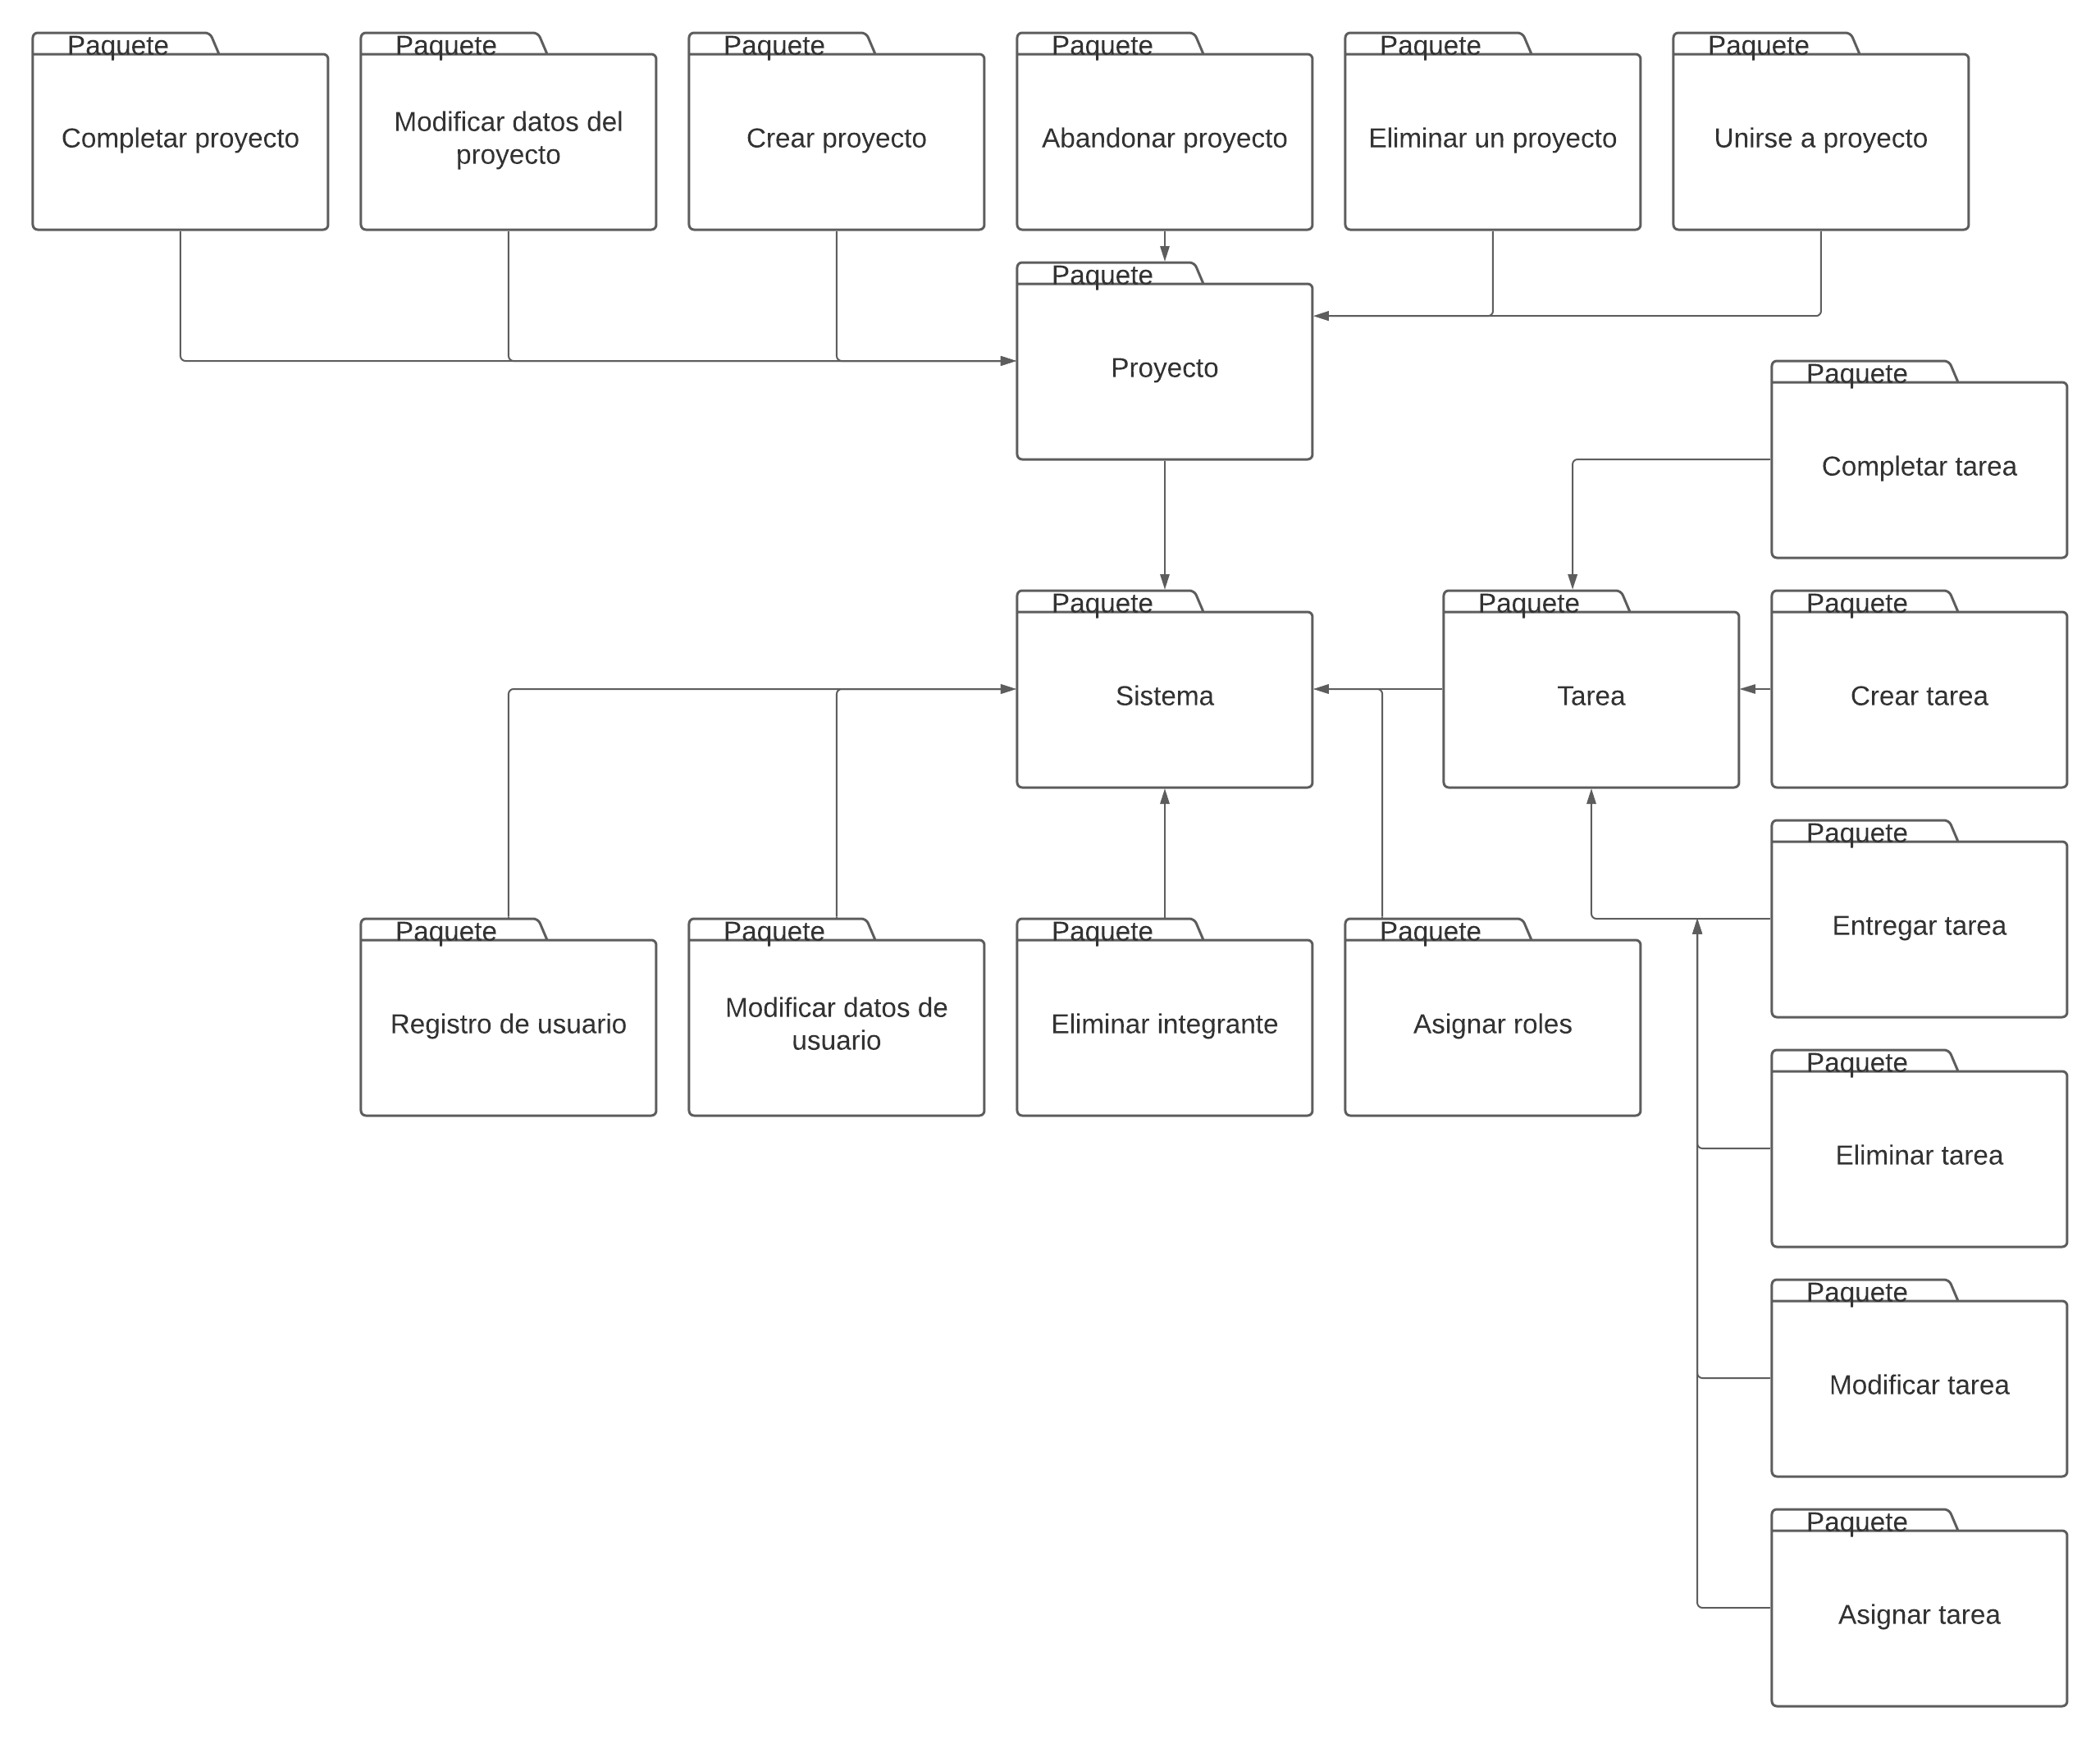 Paquete
Completar proyecto
Paquete
Modificar datos del
proyecto
Paquete
Crear proyecto
Paquete
Abandonar proyecto
Paquete
Eliminar un proyecto
Paquete
Unirse a proyecto
Paquete
Proyecto
Paquete
Completar tarea
Paquete
Sistema
Paquete
Tarea
Paquete
Crear tarea
Paquete
Entregar tarea
Paquete
Registro de usuario
Paquete
Modificar datos de
usuario
Paquete
Eliminar integrante
Paquete
Asignar roles
Paquete
Eliminar tarea
Paquete
Modificar tarea
Paquete
Asignar tarea